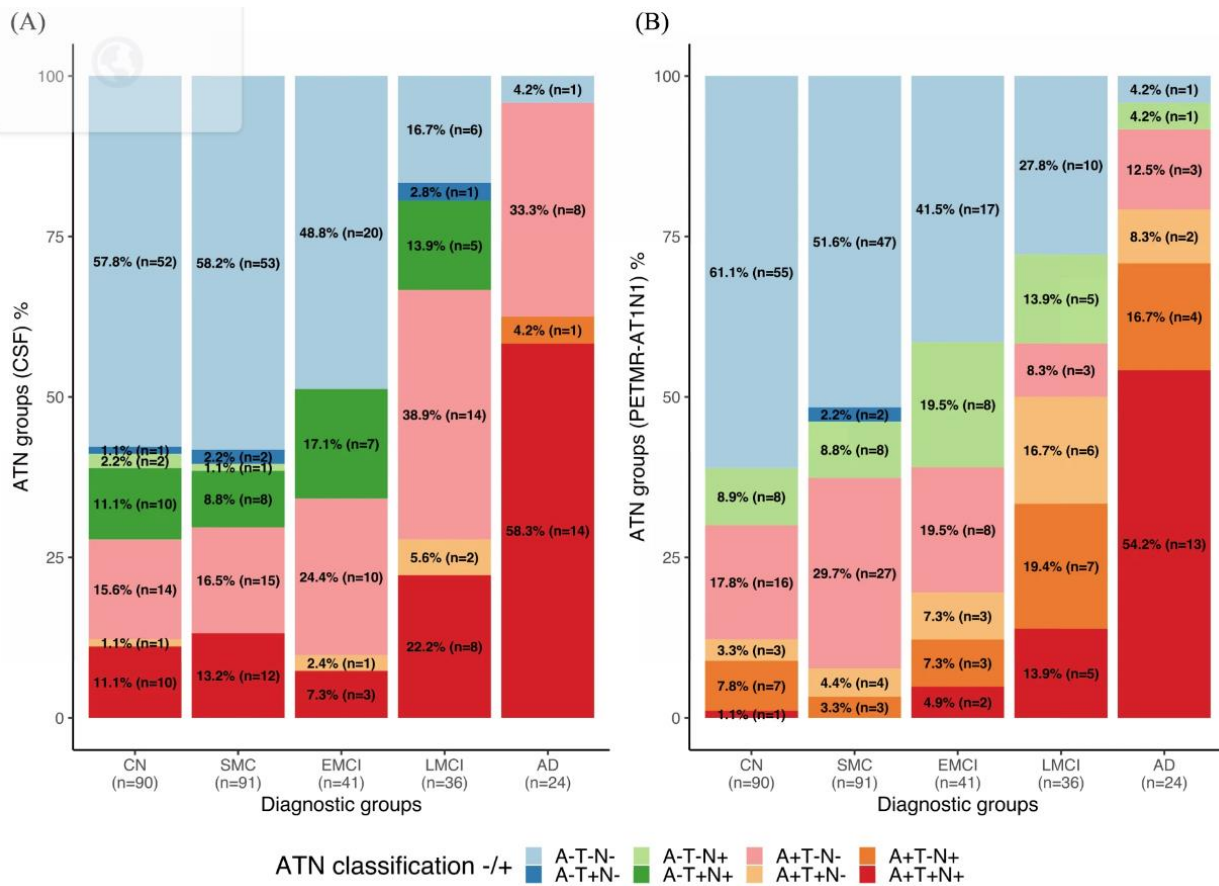 (A)
ATN groups (CSF) %
100
75
50
25
0
57.8% (n=52)
1.1% (n=1)
2.2% (n=2)
11.1% (n=10)
15.6% (n=14)
1.1% (n=1)
11.1% (n=10)
58.2% (n=53)
2.2% (n=2)
1.1% (n=1)
8.8% (n=8)
16.5% (n=15)
13.2% (n=12)
48.8% (n=20)
17.1% (n=7)
24.4% (n=10)
2.4% (n=1)
7.3% (n=3)
16.7% (n=6)
2.8% (n=1)
13.9% (n=5)
38.9% (n=14)
5.6% (n=2)
22.2% (n=8)
4.2% (n=1)
33.3% (n=8)
4.2% (n=1)
58.3% (n=14)
CN SMC EMCI LMCI AD
(n=90) (n=91) (n=41) (n=36) (n=24)
Diagnostic groups
(B)
ATN groups (PETMR-AT1N1) %
100
75
50
25
0
61.1% (n=55)
8.9% (n=8)
17.8% (n=16)
3.3% (n=3)
7.8% (n=7)
1.1% (n=1)
51.6% (n=47)
2.2% (n=2)
8.8% (n=8)
29.7% (n=27)
4.4% (n=4)
3.3% (n=3)
41.5% (n=17)
19.5% (n=8)
19.5% (n=8)
7.3% (n=3)
7.3% (n=3)
4.9% (n=2)
27.8% (n=10)
13.9% (n=5)
8.3% (n=3)
16.7% (n=6)
19.4% (n=7)
13.9% (n=5)
4.2% (n=1)
4.2% (n=1)
12.5% (n=3)
8.3% (n=2)
16.7% (n=4)
54.2% (n=13)
CN SMC EMCI LMCI AD
(n=90) (n=91) (n=41) (n=36) (n=24)
Diagnostic groups
ATN classification -/+
A-T-N- A-T-N+ A+T-N- A+T-N+
A-T+N- A-T+N+ A+T+N- A+T+N+